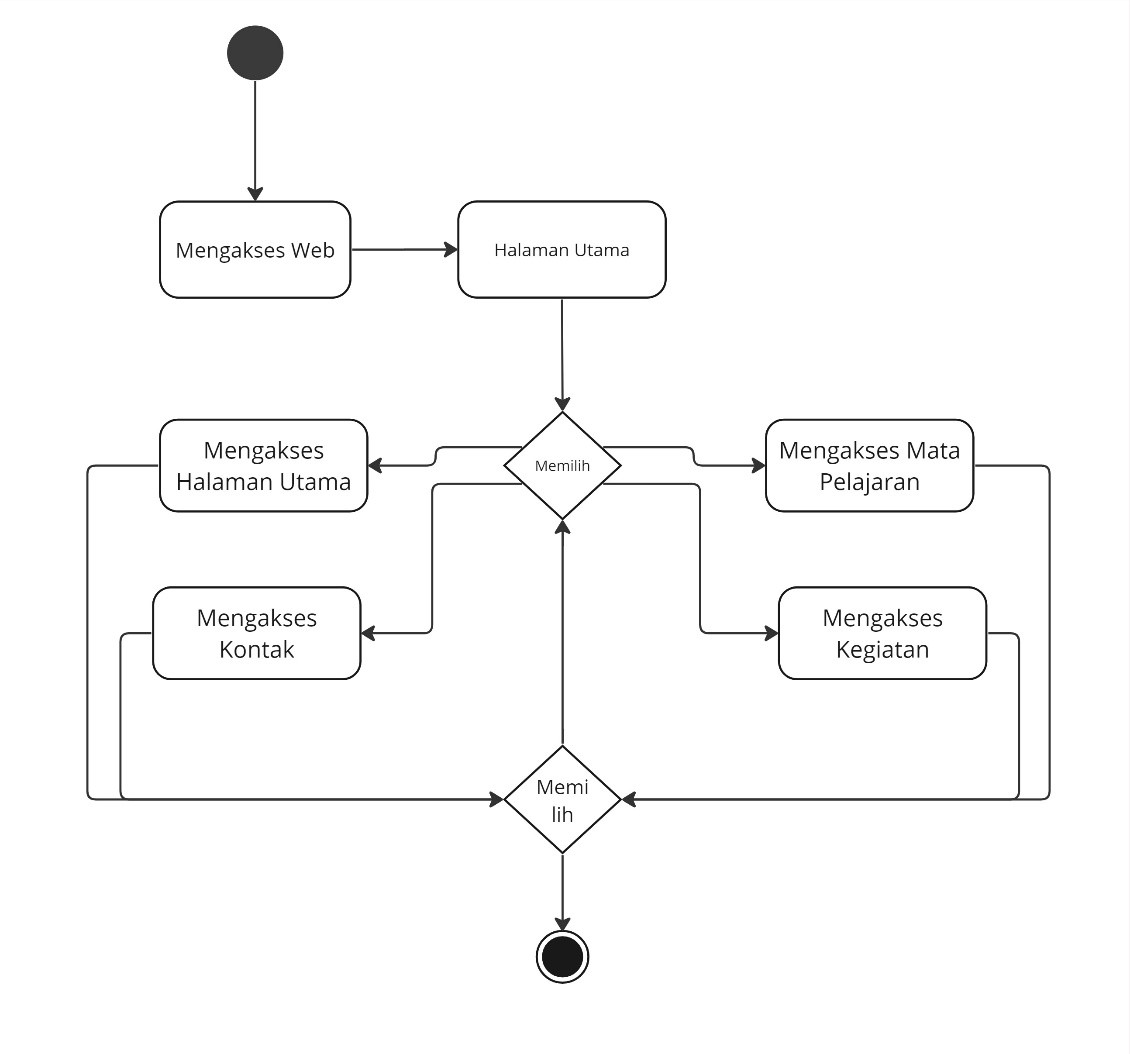 Mengakses Web
Halaman Utama
Mengakses
Halaman Utama
Memilih
Mengakses Mata
Pelajaran
Mengakses
Kontak
Mengakses
Kegiatan
Memi
lih